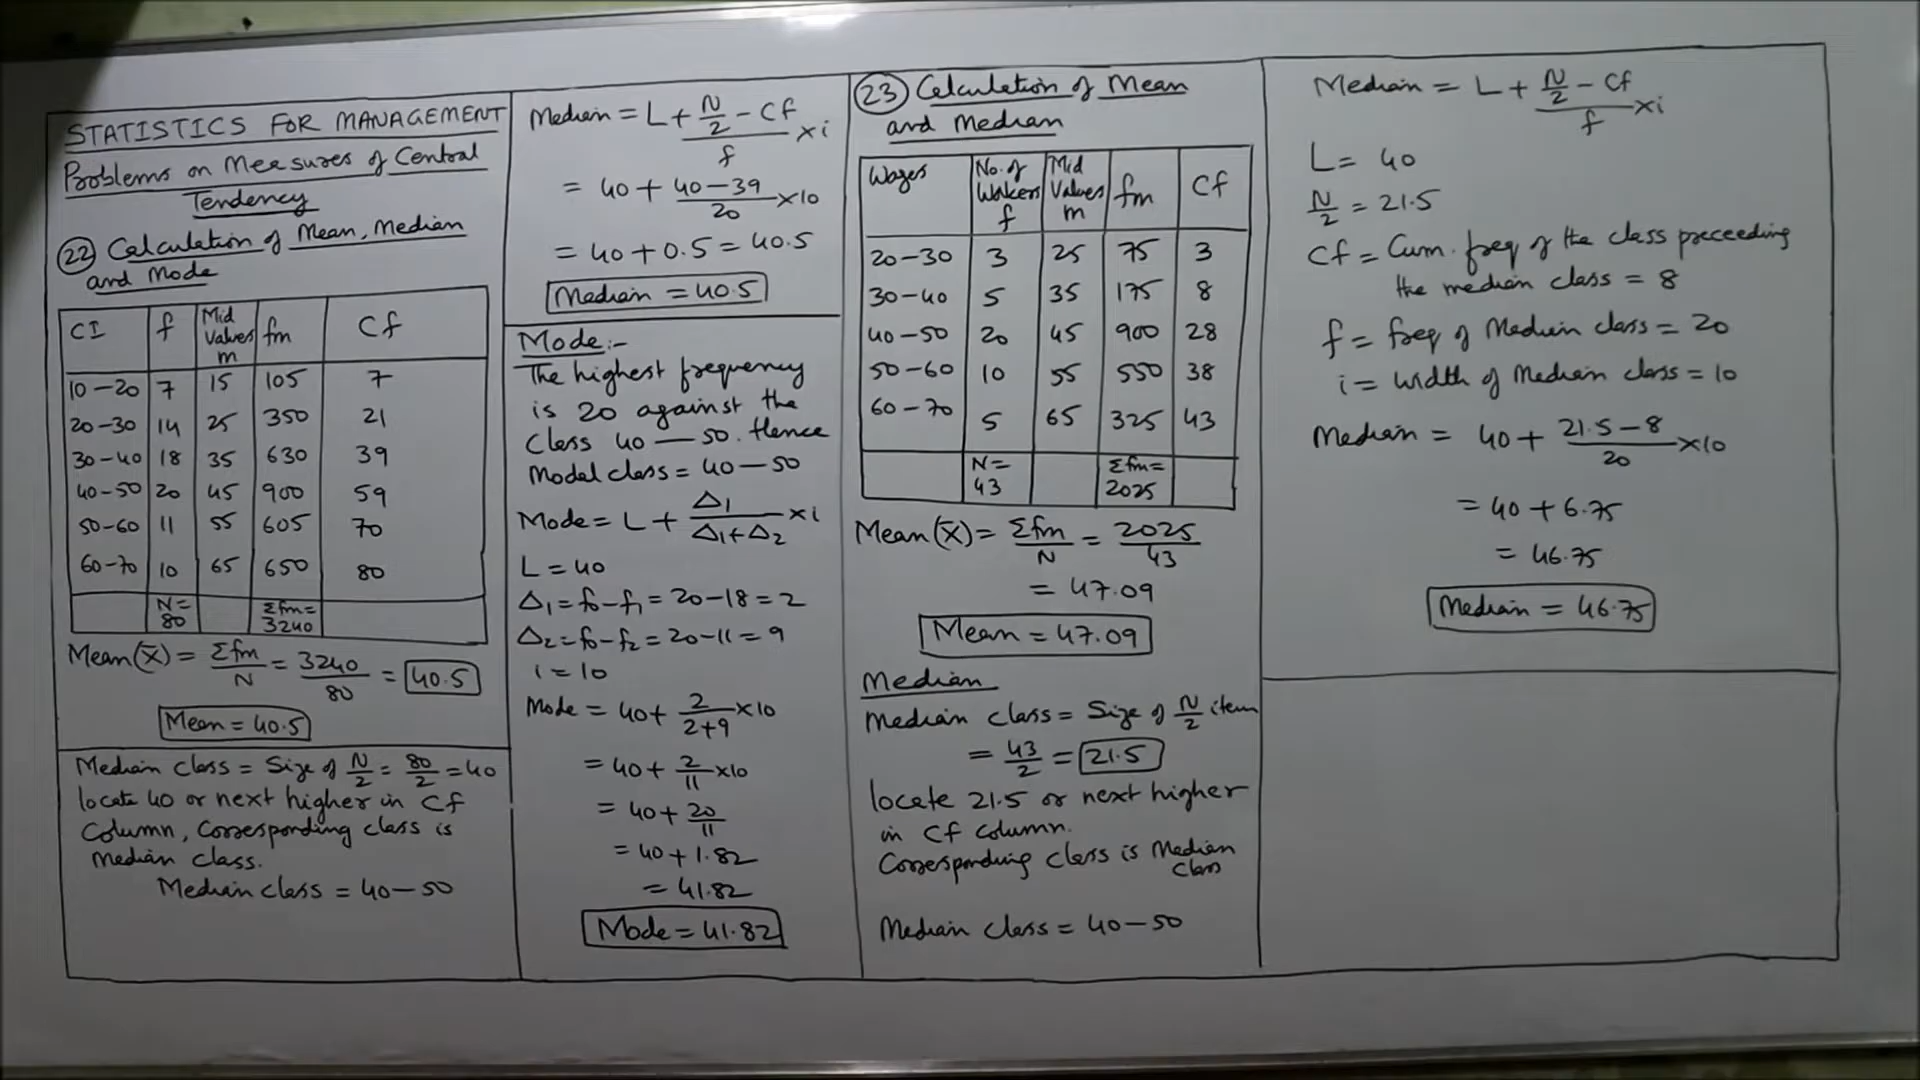 STATISTICS FOR MANAGEMENT
Problems on Measures of Central
Tendency
22 Calculation of Mean, Median
and Mode
CI f Mid Values m fm Cf
10-20 7 15 105 7
20-30 14 25 350 21
30-40 18 35 630 39
40-50 20 45 900 59
50-60 11 55 605 70
60-70 10 65 650 80
N = 80 Σfm = 3240
Mean (x̄) = Σfm/N = 3240/80 = 40.5
Mean = 40.5
Median class = Size of N/2 = 80/2 = 40
locate 40 or next higher in Cf
Column, Corresponding class is
Median class.
Median class = 40-50
Median = L + (N/2 - Cf)/f × i
= 40 + (40-39)/20 × 10
= 40 + 0.5 = 40.5
Median = 40.5
Mode:-
The highest frequency
is 20 against the
Class 40-50. Hence
Modal class = 40-50
Mode = L + Δ1/(Δ1+Δ2) × i
L = 40
Δ1 = f0-f1 = 20-18 = 2
Δ2 = f0-f2 = 20-11 = 9
i = 10
Mode = 40 + 2/(2+9) × 10
= 40 + 2/11 × 10
= 40 + 20/11
= 40 + 1.82
= 41.82
Mode = 41.82
23 Calculation of Mean
and Median
Wages No. of Workers f Mid Values m fm Cf
20-30 3 25 75 3
30-40 5 35 175 8
40-50 20 45 900 28
50-60 10 55 550 38
60-70 5 65 325 43
N = 43 Σfm = 2025
Mean (x̄) = Σfm/N = 2025/43
= 47.09
Mean = 47.09
Median
Median class = Size of N/2 item
= 43/2 = 21.5
locate 21.5 or next higher
in Cf column.
Corresponding class is Median
class
Median class = 40-50
Median = L + (N/2 - Cf)/f × i
L = 40
N/2 = 21.5
Cf = Cum. freq of the class preceeding
the median class = 8
f = freq of Median class = 20
i = width of Median class = 10
Median = 40 + (21.5-8)/20 × 10
= 40 + 6.75
= 46.75
Median = 46.75